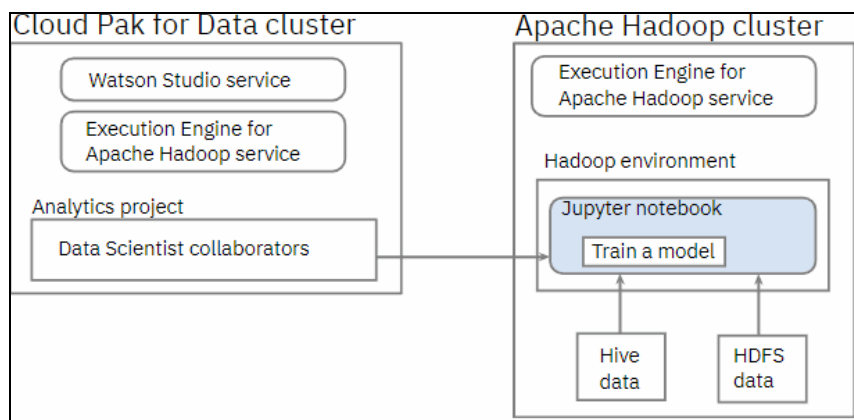 Cloud Pak for Data cluster
Watson Studio service
Execution Engine for
Apache Hadoop service
Analytics project
Data Scientist collaborators
Apache Hadoop cluster
Execution Engine for
Apache Hadoop service
Hadoop environment
Jupyter notebook
Train a model
Hive
data
HDFS
data